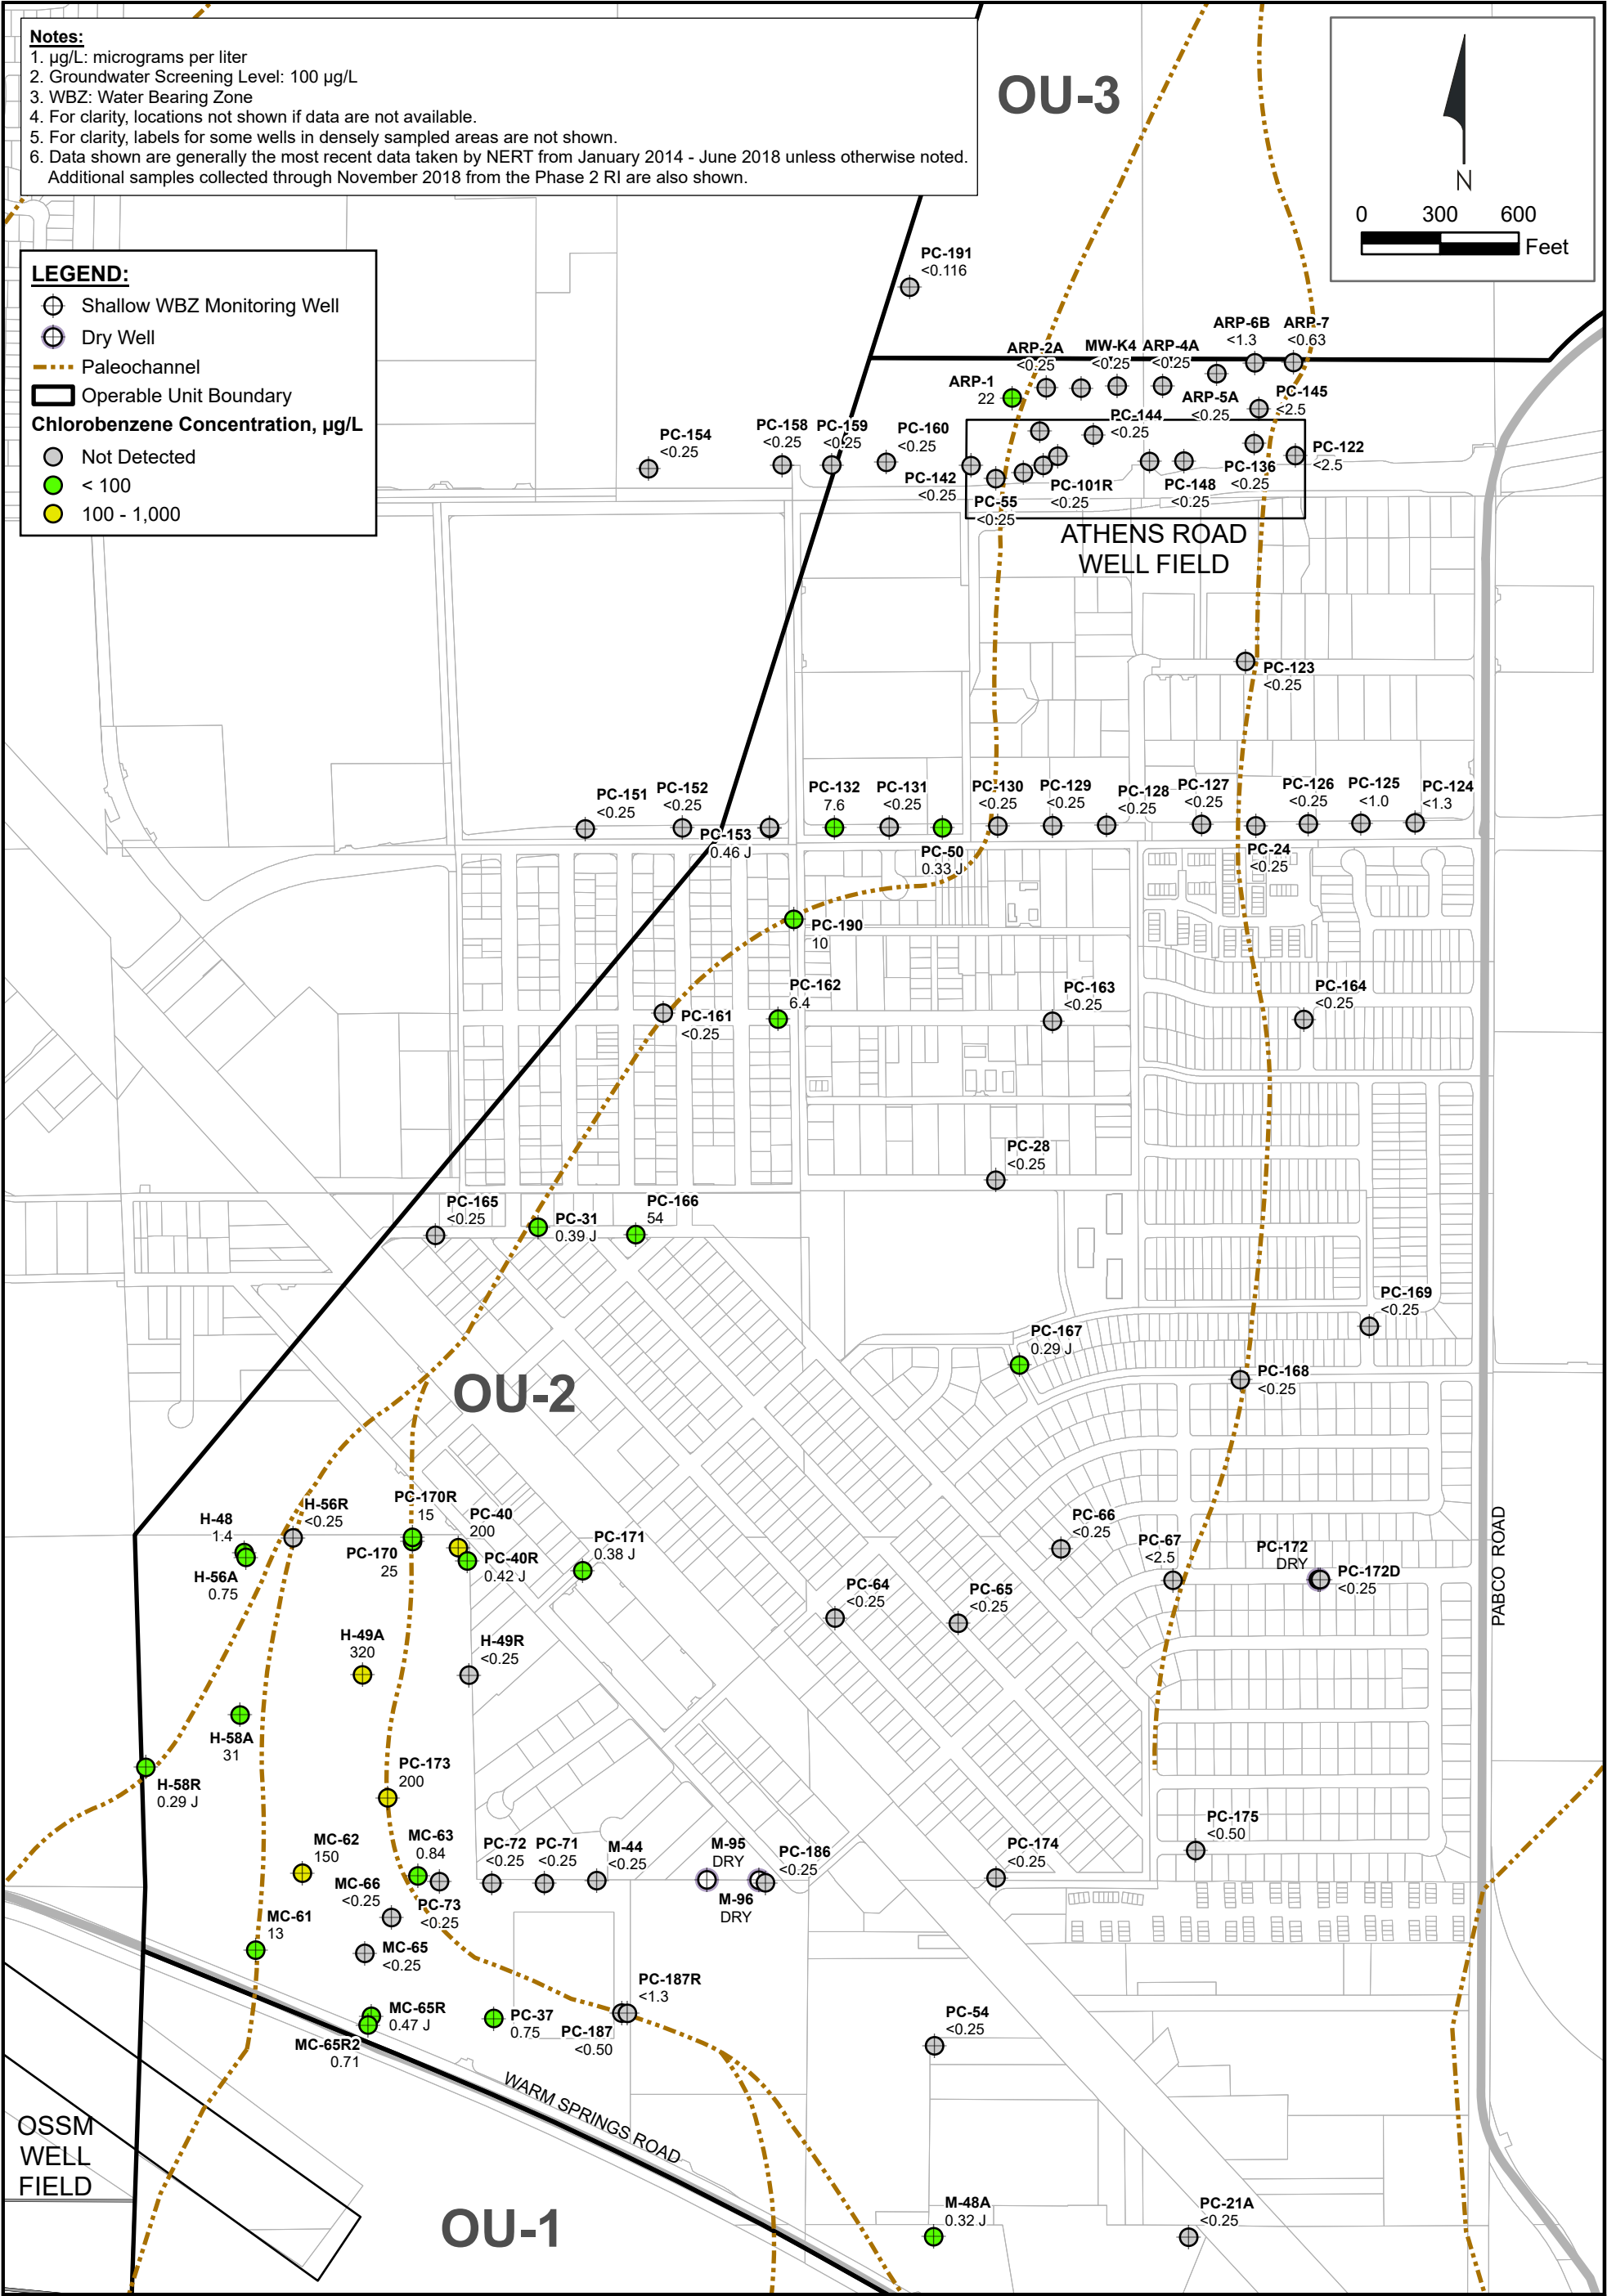 Notes:
1. µg/L: micrograms per liter
2. Groundwater Screening Level: 100 µg/L
3. WBZ: Water Bearing Zone
4. For clarity, locations not shown if data are not available.
5. For clarity, labels for some wells in densely sampled areas are not shown.
6. Data shown are generally the most recent data taken by NERT from January 2014 - June 2018 unless otherwise noted.
Additional samples collected through November 2018 from the Phase 2 RI are also shown.
OU-3
N
0 300 600
Feet
LEGEND:
Shallow WBZ Monitoring Well
Dry Well
Paleochannel
Operable Unit Boundary
Chlorobenzene Concentration, µg/L
Not Detected
< 100
100 - 1,000
PC-191
<0.116
ARP-6B
<1.3
ARP-7
<0.63
ARP-2A
<0.25
MW-K4
<0.25
ARP-4A
<0.25
ARP-1
22
ARP-5A
<0.25
PC-145
<2.5
PC-144
<0.25
PC-154
<0.25
PC-158
<0.25
PC-159
<0.25
PC-160
<0.25
PC-122
<2.5
PC-142
<0.25
PC-136
<0.25
PC-55
<0.25
PC-101R
<0.25
PC-148
<0.25
ATHENS ROAD
WELL FIELD
PC-123
<0.25
PC-151
<0.25
PC-152
<0.25
PC-153
0.46 J
PC-132
7.6
PC-131
<0.25
PC-50
0.33 J
PC-130
<0.25
PC-129
<0.25
PC-128
<0.25
PC-127
<0.25
PC-24
<0.25
PC-126
<0.25
PC-125
<1.0
PC-124
<1.3
PC-190
10
PC-162
6.4
PC-161
<0.25
PC-163
<0.25
PC-164
<0.25
PC-28
<0.25
PC-165
<0.25
PC-31
0.39 J
PC-166
54
PC-169
<0.25
PC-167
0.29 J
PC-168
<0.25
OU-2
H-48
1.4
H-56R
<0.25
PC-170R
15
PC-40
200
PC-170
25
PC-40R
0.42 J
PC-171
0.38 J
H-56A
0.75
PC-66
<0.25
PC-67
<2.5
PC-172
DRY
PC-172D
<0.25
PC-64
<0.25
PC-65
<0.25
PABCO ROAD
H-49A
320
H-49R
<0.25
H-58A
31
H-58R
0.29 J
PC-173
200
PC-175
<0.50
MC-62
150
MC-63
0.84
PC-72
<0.25
PC-71
<0.25
M-44
<0.25
M-95
DRY
PC-186
<0.25
M-96
DRY
PC-174
<0.25
MC-66
<0.25
PC-73
<0.25
MC-61
13
MC-65
<0.25
MC-65R
0.47 J
MC-65R2
0.71
PC-37
0.75
PC-187R
<1.3
PC-187
<0.50
PC-54
<0.25
WARM SPRINGS ROAD
OSSM
WELL
FIELD
OU-1
M-48A
0.32 J
PC-21A
<0.25